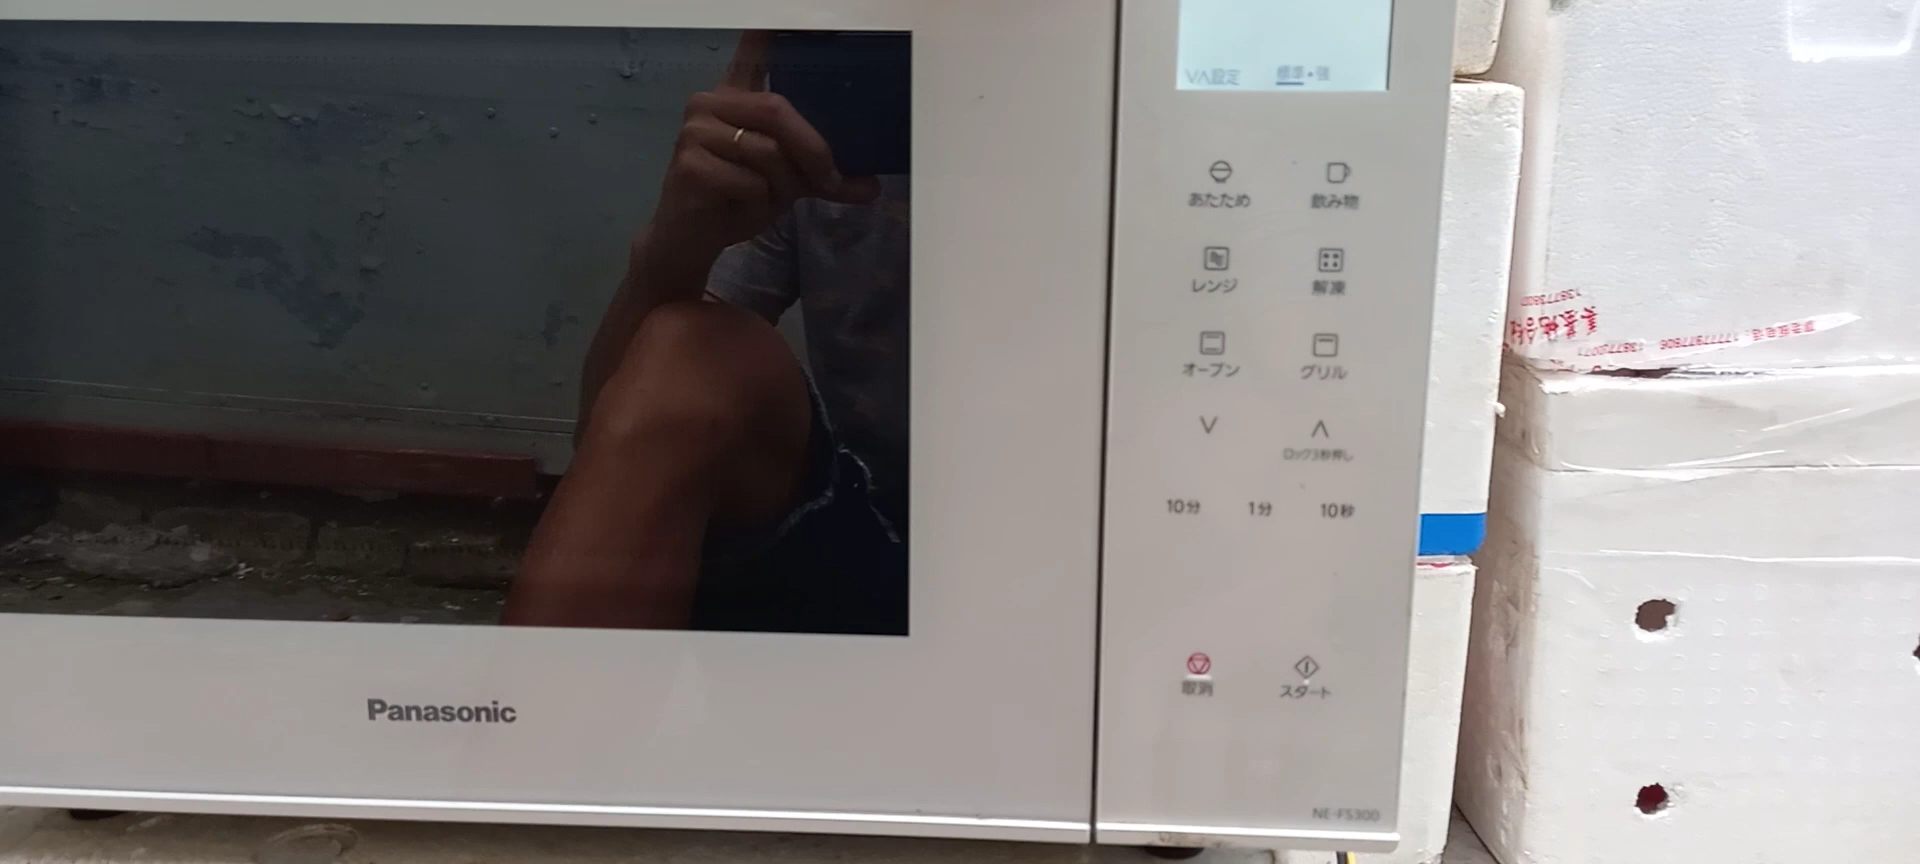 VΛ設定 標準・強
あたため 飲み物
レンジ 解凍
オーブン グリル
ロック3秒押し
10分 1分 10秒
取消 スタート
Panasonic
NE-FS300